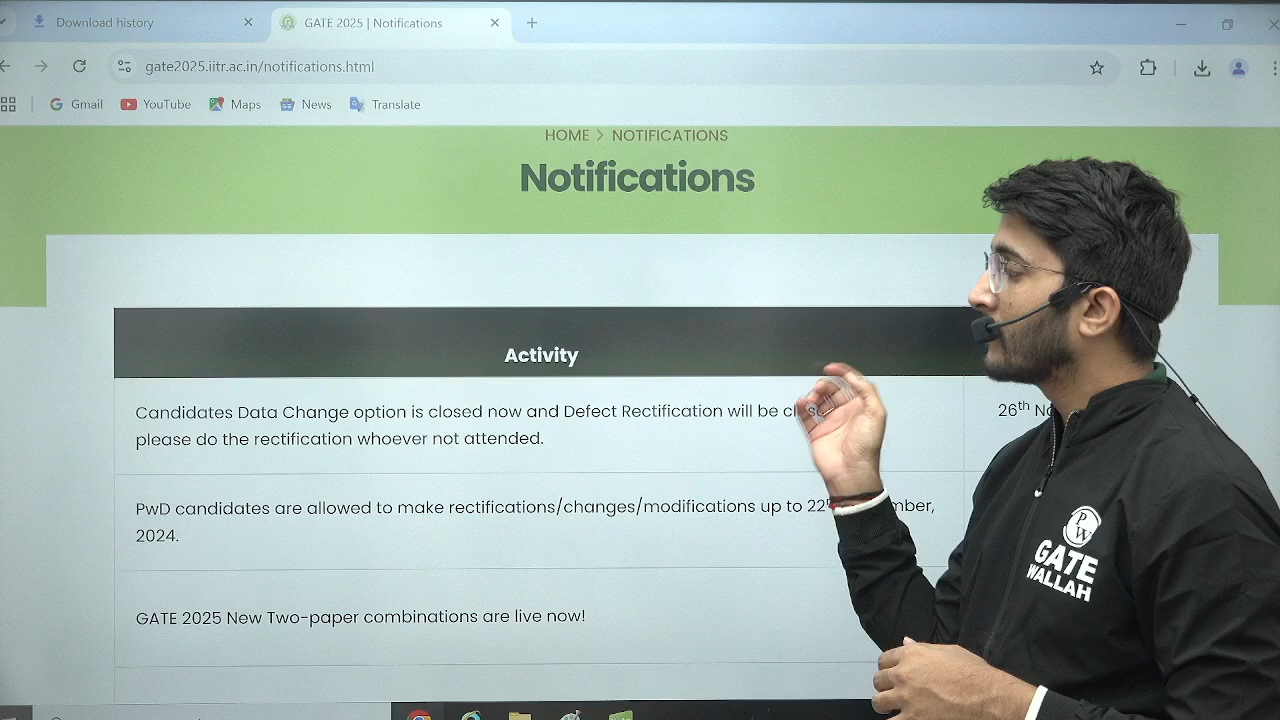 Download history
GATE 2025 | Notifications
gate2025.iitr.ac.in/notifications.html
Gmail
YouTube
Maps
News
Translate
HOME > NOTIFICATIONS
Notifications
Activity
Candidates Data Change option is closed now and Defect Rectification will be
26th
please do the rectification whoever not attended.
PwD candidates are allowed to make rectifications/changes/modifications up to
2024.
GATE 2025 New Two-paper combinations are live now!
PW
GATE
WALLAH